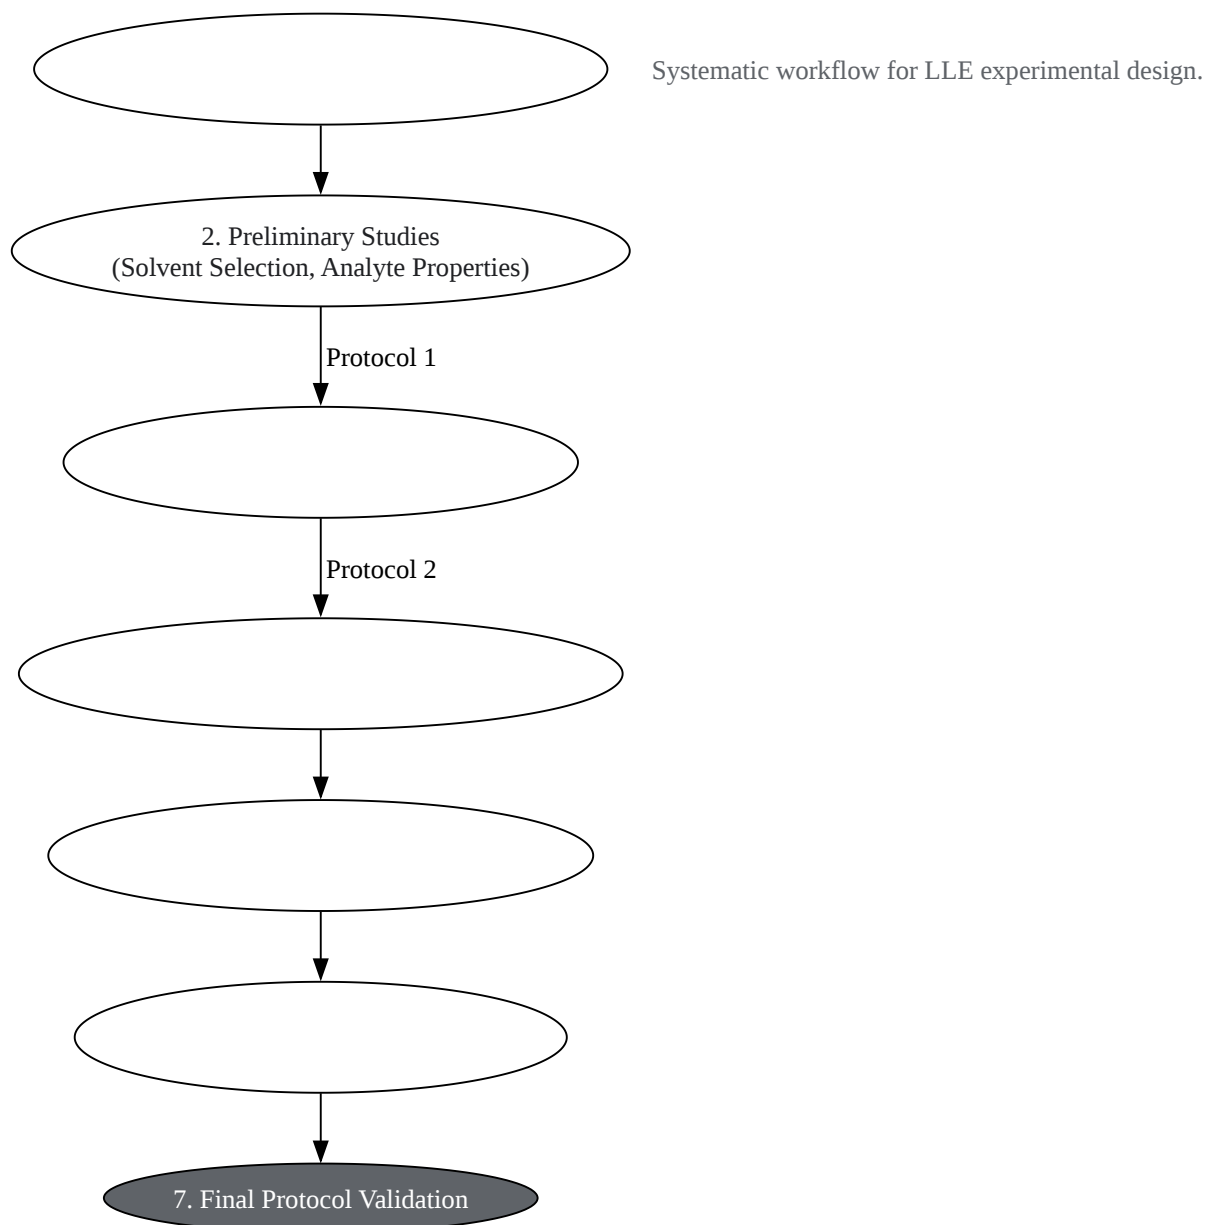 Systematic workflow for LLE experimental design.
2. Preliminary Studies
(Solvent Selection, Analyte Properties)
Protocol 1
Protocol 2
7. Final Protocol Validation